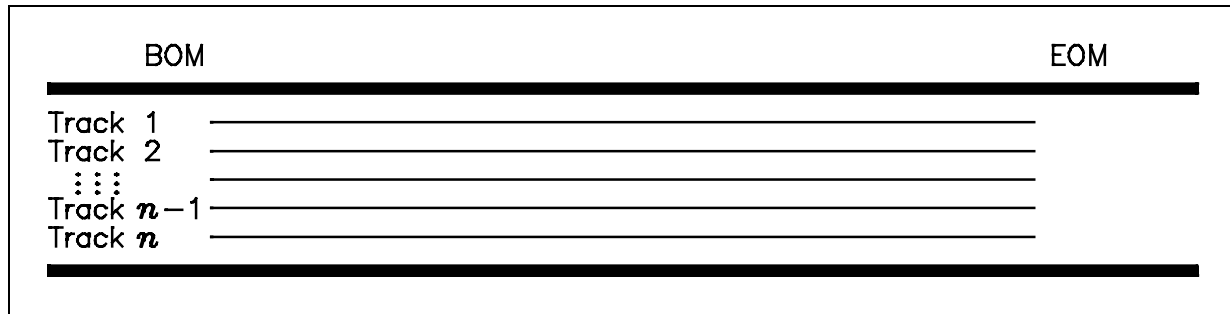 BOM EOM
Track 1
Track 2
⋮⋮⋮
Track n−1
Track n